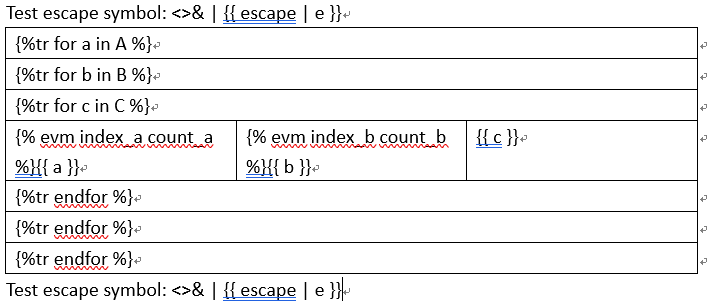 Test escape symbol: <>& | {{ escape | e }}
{%tr for a in A %}
{%tr for b in B %}
{%tr for c in C %}
{% evm index_a count_a
%}{{ a }}
{% evm index_b count_b
%}{{ b }}
{{ c }}
{%tr endfor %}
{%tr endfor %}
{%tr endfor %}
Test escape symbol: <>& | {{ escape | e }}